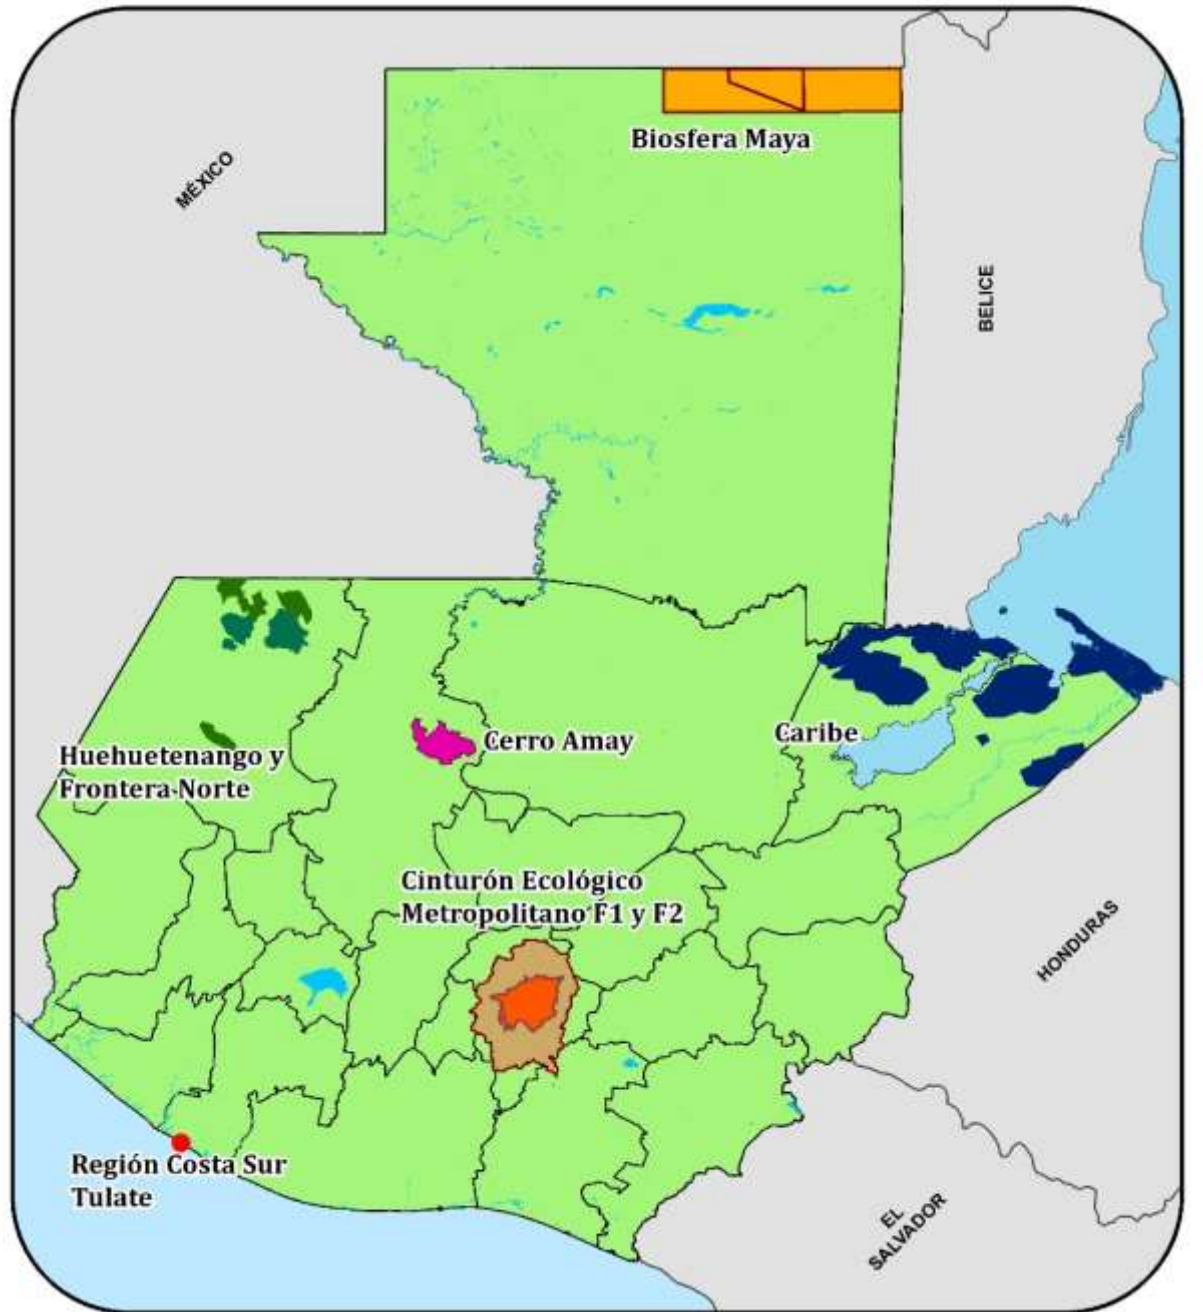 Biosfera Maya
MÉXICO
BELICE
Huehuetenango y
Frontera Norte
Cerro Amay
Caribe
Cinturón Ecológico
Metropolitano F1 y F2
HONDURAS
Región Costa Sur
Tulate
EL
SALVADOR